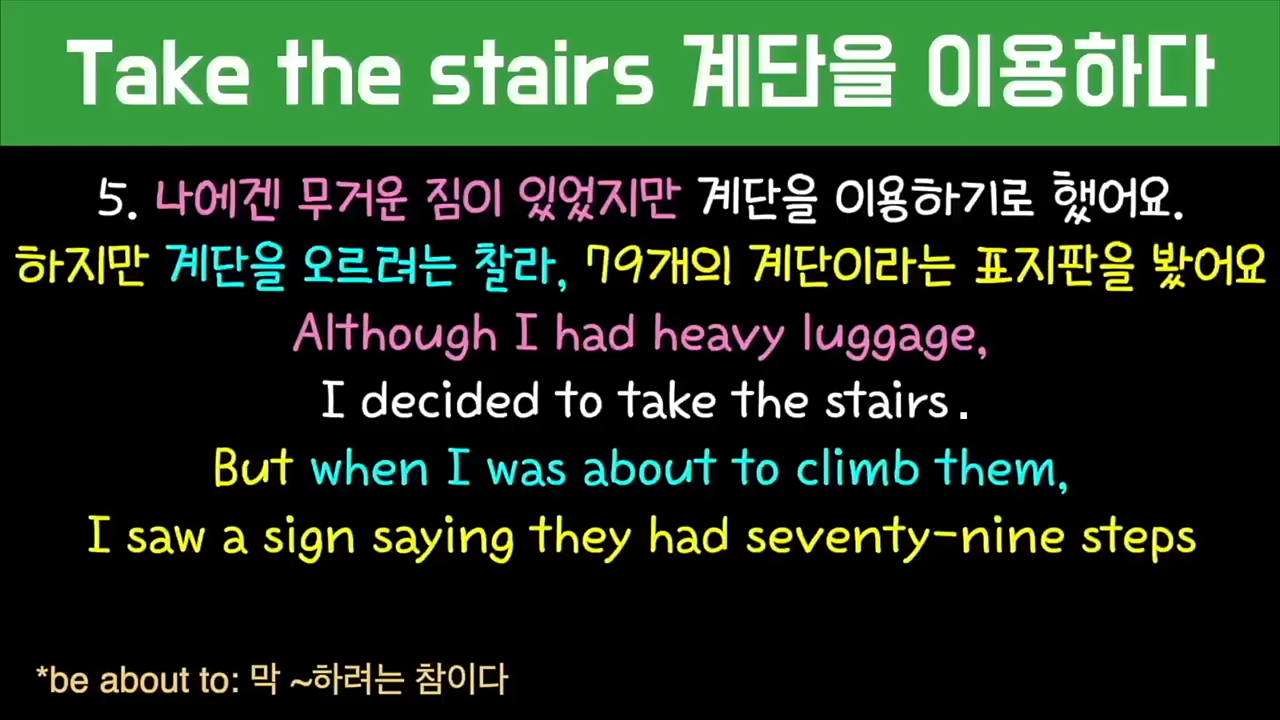 Take the stairs 계단을 이용하다
5. 나에겐 무거운 짐이 있었지만 계단을 이용하기로 했어요.
하지만 계단을 오르려는 찰라, 79개의 계단이라는 표지판을 봤어요
Although I had heavy luggage,
I decided to take the stairs.
But when I was about to climb them,
I saw a sign saying they had seventy-nine steps
*be about to: 막 ~하려는 참이다